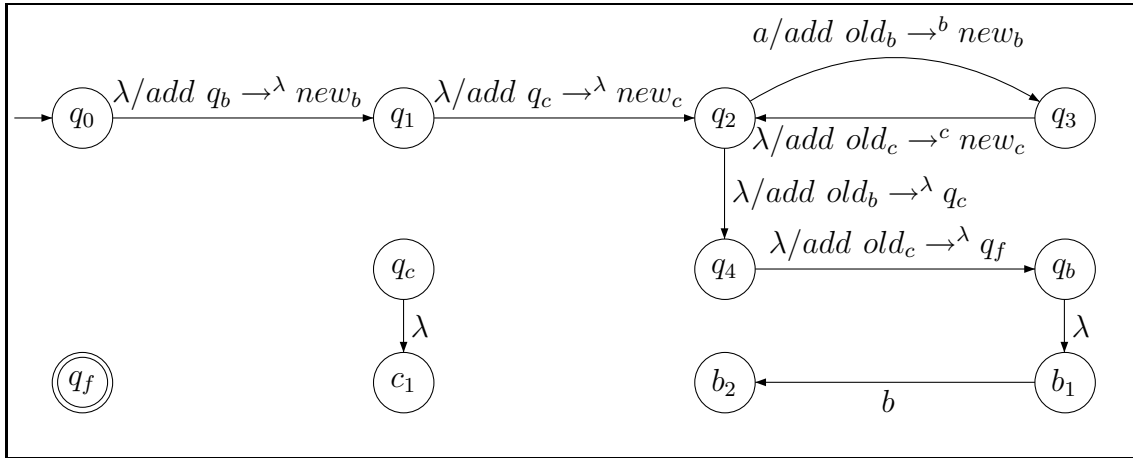 a/add old_b →^b new_b
λ/add q_b →^λ new_b λ/add q_c →^λ new_c
q_0 q_1 q_2 q_3
λ/add old_c →^c new_c
λ/add old_b →^λ q_c
λ/add old_c →^λ q_f
q_c q_4 q_b
λ λ
q_f c_1 b_2 b_1
b